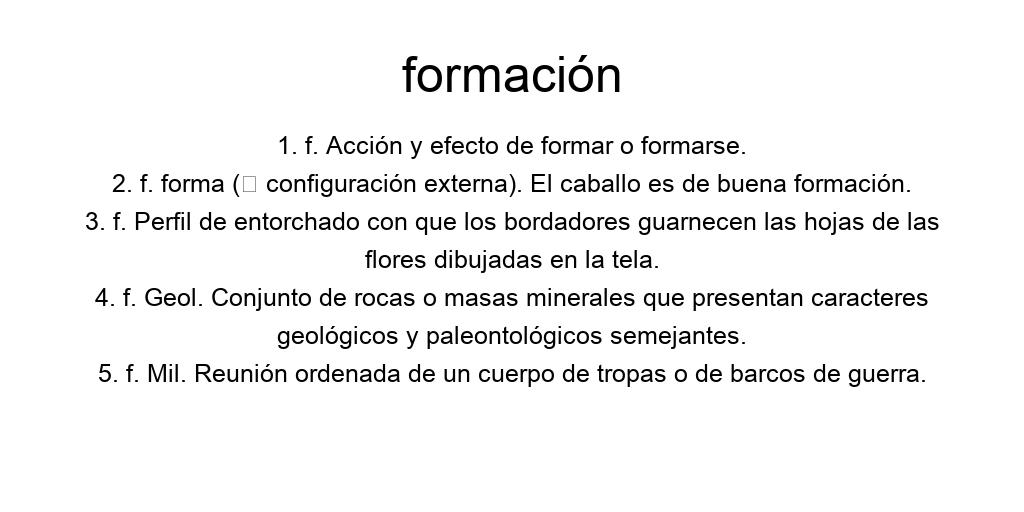 formación
1. f. Acción y efecto de formar o formarse.
2. f. forma (□ configuración externa). El caballo es de buena formación.
3. f. Perfil de entorchado con que los bordadores guarnecen las hojas de las
flores dibujadas en la tela.
4. f. Geol. Conjunto de rocas o masas minerales que presentan caracteres
geológicos y paleontológicos semejantes.
5. f. Mil. Reunión ordenada de un cuerpo de tropas o de barcos de guerra.